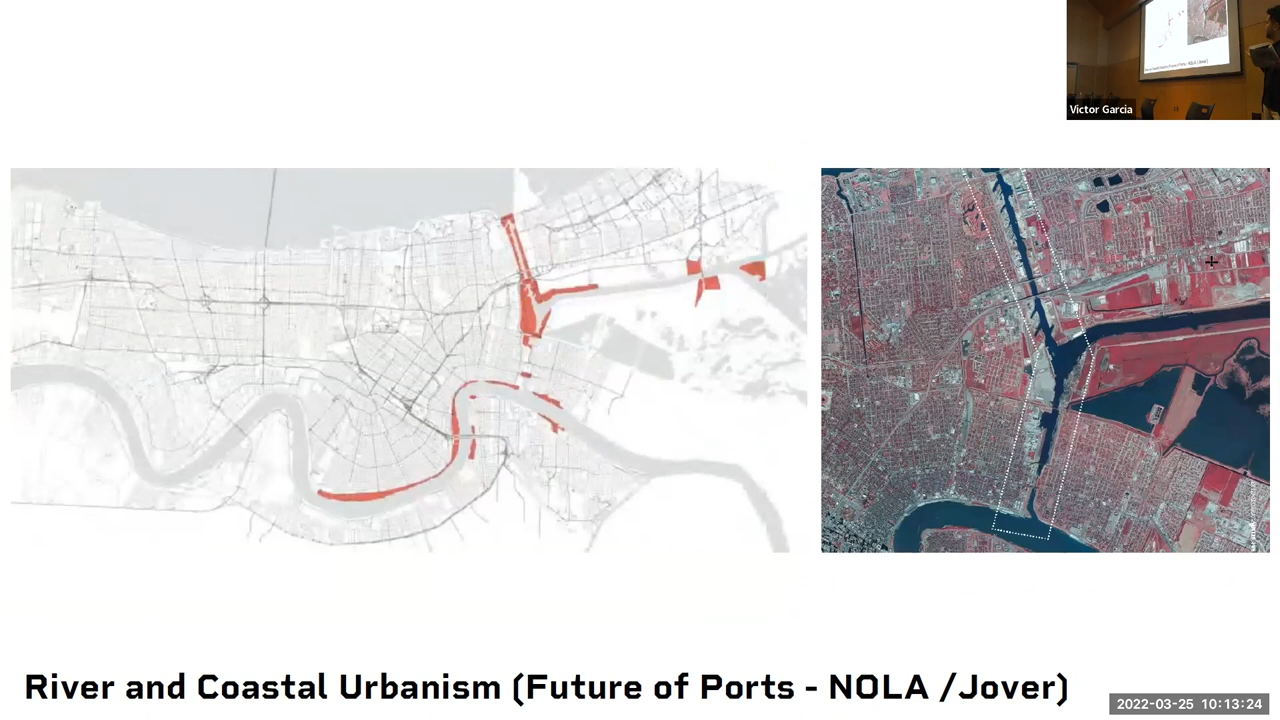 Victor Garcia
River and Coastal Urbanism (Future of Ports - NOLA /Jover)
2022-03-25 10:13:24